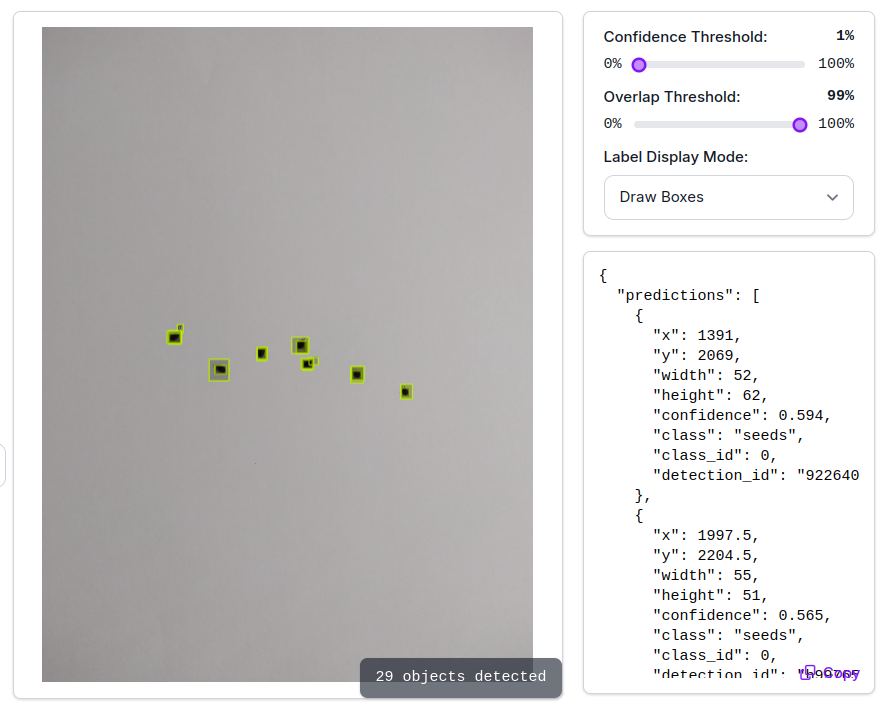 Confidence Threshold: 1%
0% 100%
Overlap Threshold: 99%
0% 100%
Label Display Mode:
Draw Boxes
{
"predictions": [
{
"x": 1391,
"y": 2069,
"width": 52,
"height": 62,
"confidence": 0.594,
"class": "seeds",
"class_id": 0,
"detection_id": "922640
},
{
"x": 1997.5,
"y": 2204.5,
"width": 55,
"height": 51,
"confidence": 0.565,
"class": "seeds",
"class_id": 0,
"detection_id":
Copy
29 objects detected